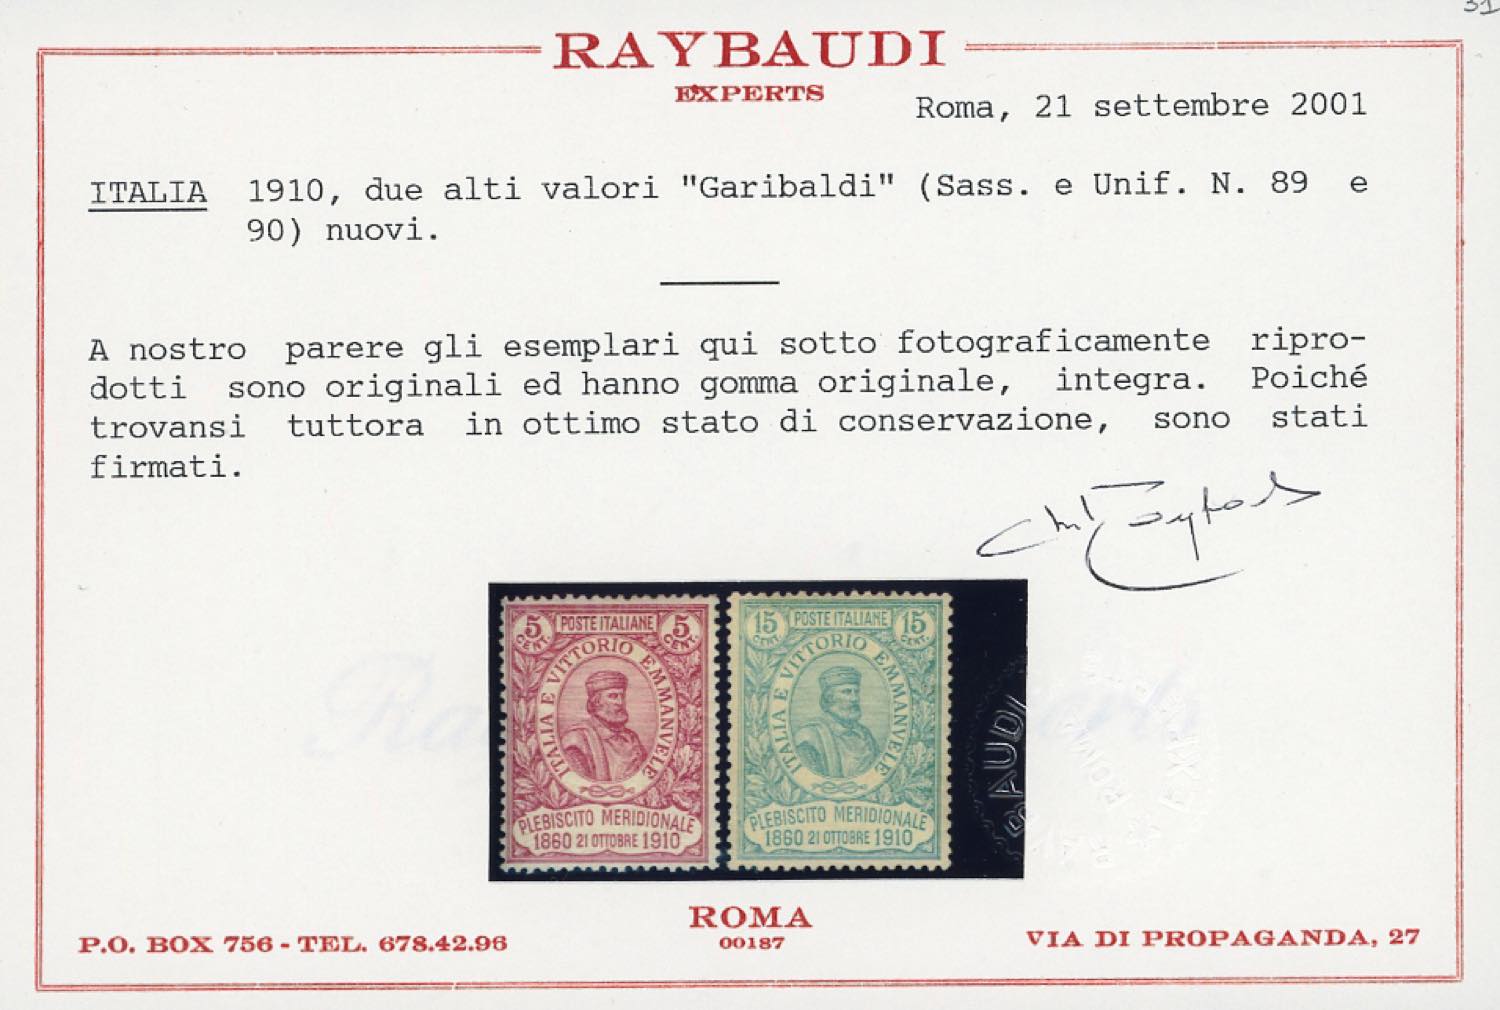 RAYBAUDI
EXPERTS
Roma, 21 settembre 2001
ITALIA 1910, due alti valori "Garibaldi" (Sass. e Unif. N. 89 e
90) nuovi.
A nostro parere gli esemplari qui sotto fotograficamente ripro-
dotti sono originali ed hanno gomma originale, integra. Poiché
trovansi tuttora in ottimo stato di conservazione, sono stati
firmati.
5 CENT. POSTE ITALIANE 5 CENT.
ITALIA E VITTORIO EMMANVELE
PLEBISCITO MERIDIONALE
1860 21 OTTOBRE 1910
15 CENT. POSTE ITALIANE 15 CENT.
ITALIA E VITTORIO EMMANVELE
PLEBISCITO MERIDIONALE
1860 21 OTTOBRE 1910
BAUDI
ROMA
00187
P.O. BOX 756 - TEL. 678.42.96
VIA DI PROPAGANDA, 27